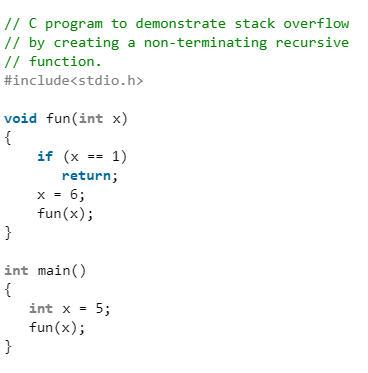 // C program to demonstrate stack overflow
// by creating a non-terminating recursive
// function.
#include<stdio.h>

void fun(int x)
{
    if (x == 1)
       return;
    x = 6;
    fun(x);
}

int main()
{
   int x = 5;
   fun(x);
}